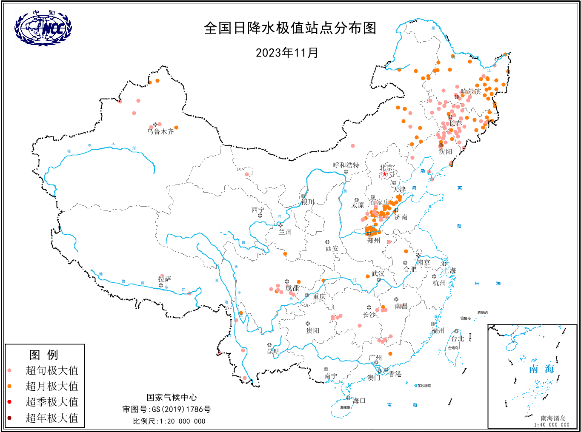 NCC
全国日降水极值站点分布图
2023年11月
哈尔滨
长春
沈阳
乌鲁木齐
呼和浩特
北京
天津
石家庄
太原
济南
银川
西宁
兰州
郑州
西安
南京
合肥
上海
拉萨
成都
武汉
杭州
重庆
长沙
南昌
贵阳
福州
台北
昆明
广州
南宁
香港
澳门
海口
图 例
超旬极大值
超月极大值
超季极大值
超年极大值
国家气候中心
审图号:GS(2019)1786号
比例尺:1:20 000 000
南 海
南海诸岛
1:40 000 000